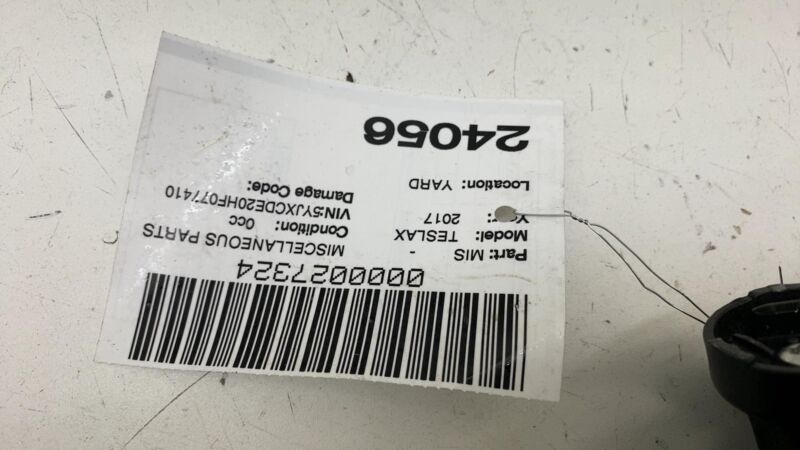 0000027324
Part: MIS - MISCELLANEOUS PARTS
Model: TESLAX Condition: 0cc
2017 VIN:5YJXCDE20HF077410
Location: YARD Damage Code:
24056